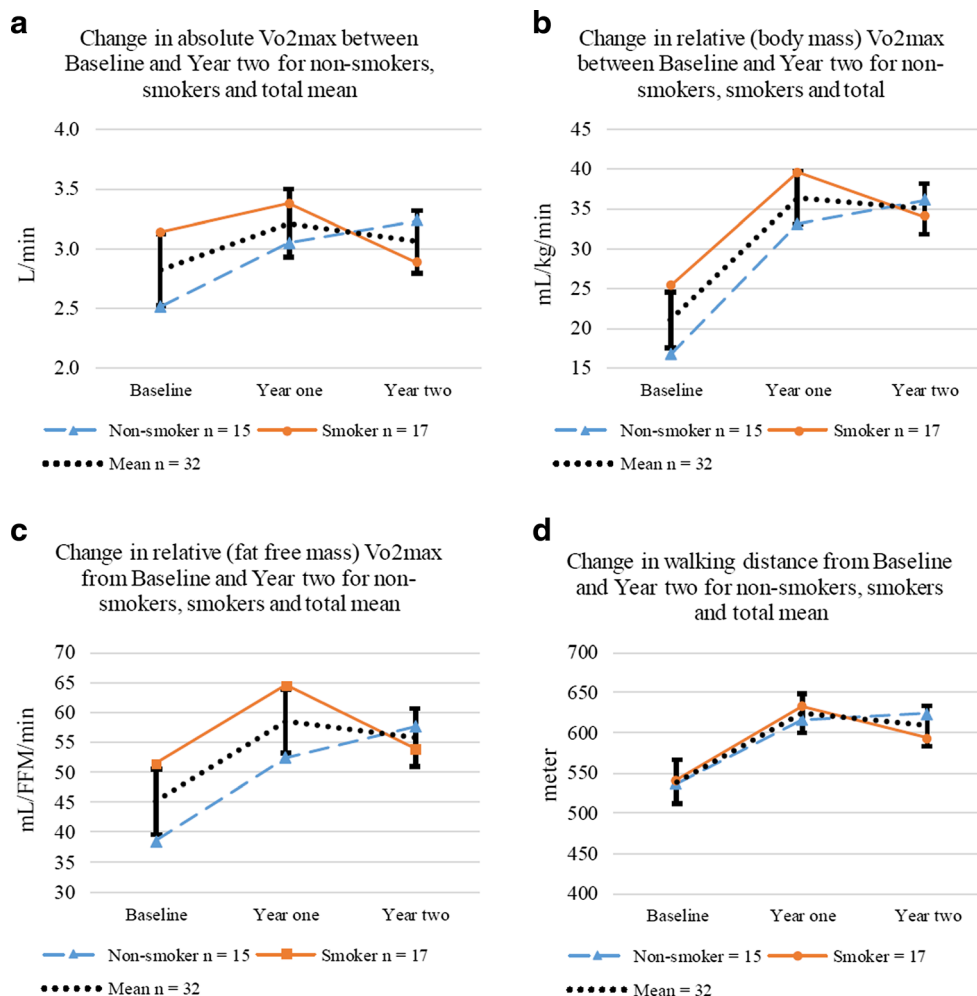 a
Change in absolute Vo2max between
Baseline and Year two for non-smokers,
smokers and total mean
4.0
3.5
3.0
2.5
2.0
L/min
Baseline Year one Year two
Non-smoker n = 15 Smoker n = 17
Mean n = 32
b
Change in relative (body mass) Vo2max
between Baseline and Year two for non-
smokers, smokers and total
45
40
35
30
25
20
15
mL/kg/min
Baseline Year one Year two
Non-smoker n = 15 Smoker n = 17
Mean n = 32
c
Change in relative (fat free mass) Vo2max
from Baseline and Year two for non-
smokers, smokers and total mean
70
65
60
55
50
45
40
35
30
mL/FFM/min
Baseline Year one Year two
Non-smoker n = 15 Smoker n = 17
Mean n = 32
d
Change in walking distance from Baseline
and Year two for non-smokers, smokers
and total mean
700
650
600
550
500
450
400
meter
Baseline Year one Year two
Non-smoker n = 15 Smoker = 17
Mean = 32